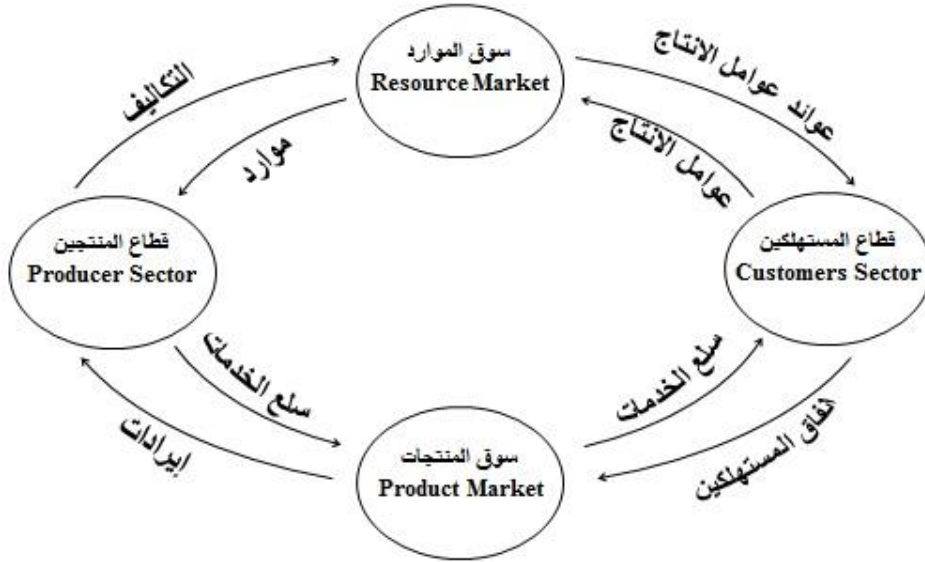 سوق الموارد
Resource Market
التكاليف
موارد
عوائد عوامل الانتاج
عوامل الانتاج
قطاع المنتجين
Producer Sector
قطاع المستهلكين
Customers Sector
سلع الخدمات
إيرادات
سلع الخدمات
انفاق المستهلكين
سوق المنتجات
Product Market